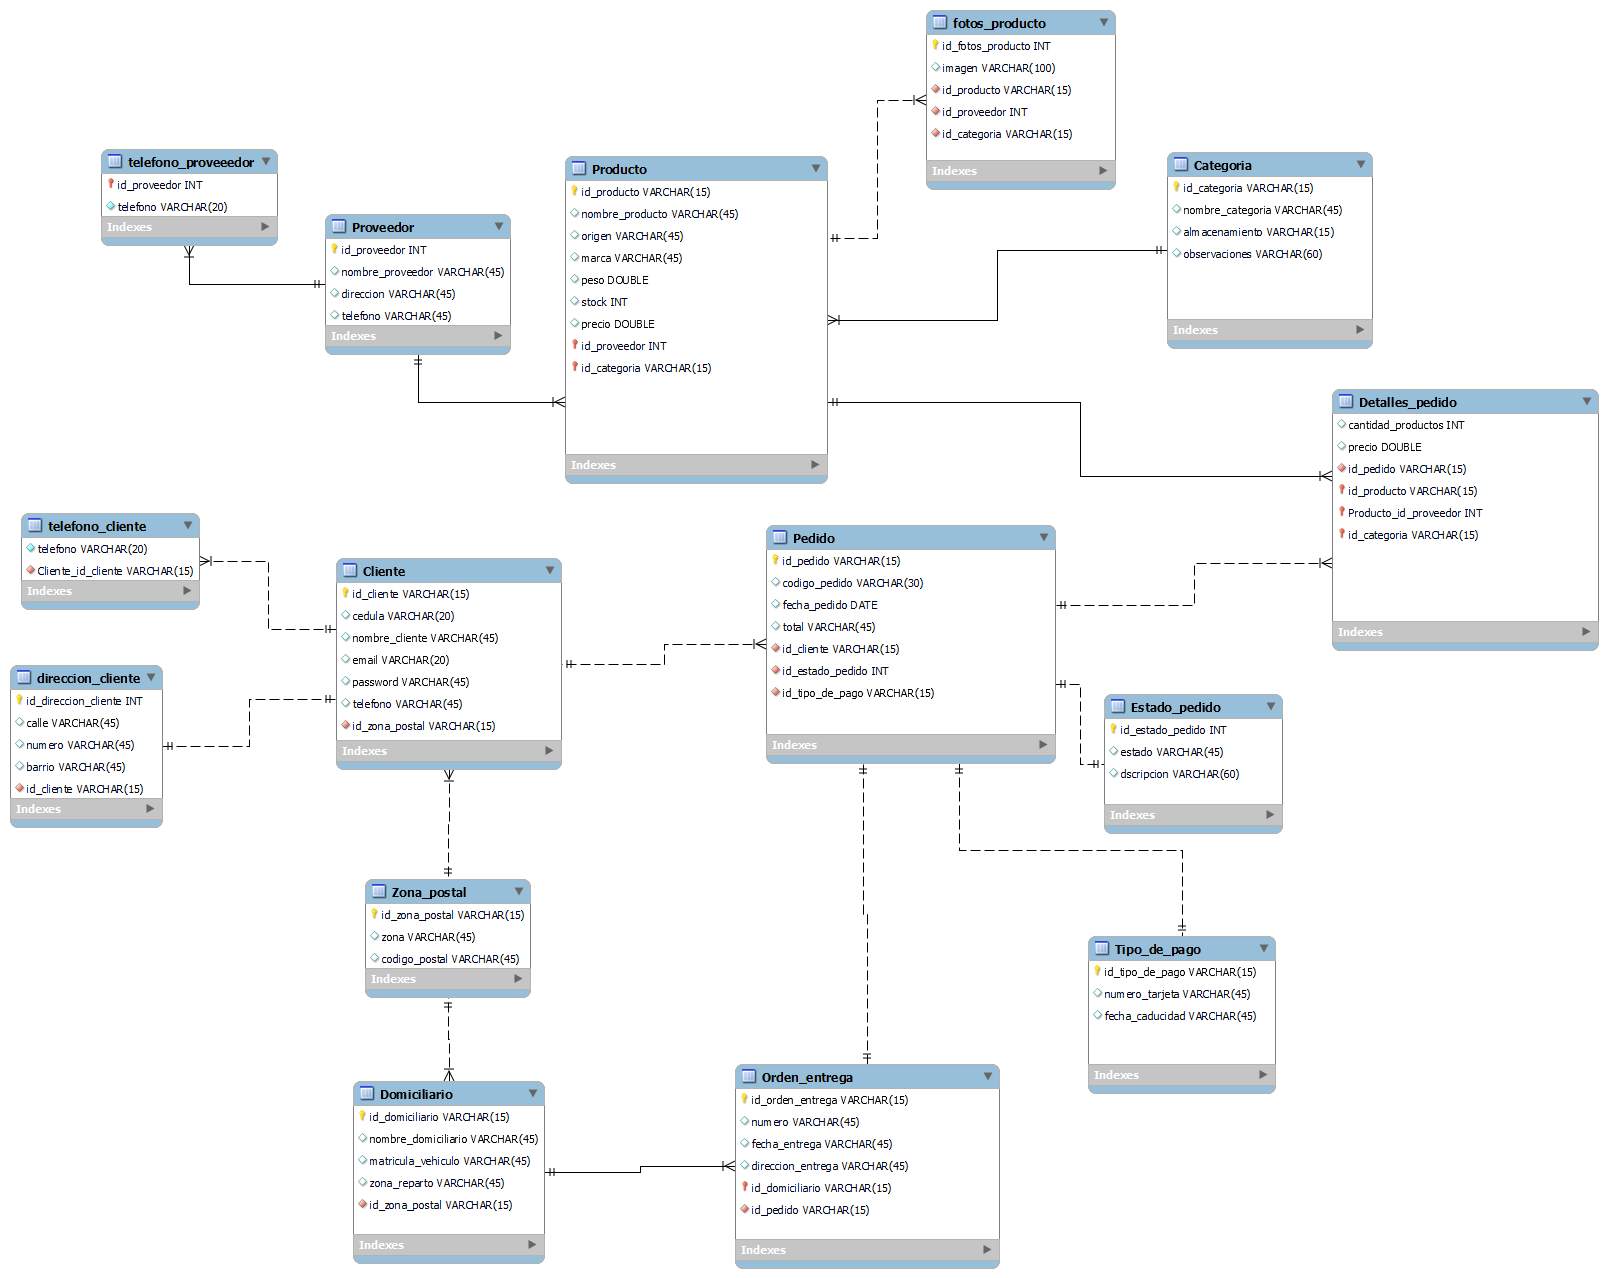 fotos_producto
id_fotos_producto INT
imagen VARCHAR(100)
id_producto VARCHAR(15)
id_proveedor INT
id_categoria VARCHAR(15)
Indexes
telefono_proveeedor
id_proveedor INT
telefono VARCHAR(20)
Indexes
Proveedor
id_proveedor INT
nombre_proveedor VARCHAR(45)
direccion VARCHAR(45)
telefono VARCHAR(45)
Indexes
Producto
id_producto VARCHAR(15)
nombre_producto VARCHAR(45)
origen VARCHAR(45)
marca VARCHAR(45)
peso DOUBLE
stock INT
precio DOUBLE
id_proveedor INT
id_categoria VARCHAR(15)
Indexes
Categoria
id_categoria VARCHAR(15)
nombre_categoria VARCHAR(45)
almacenamiento VARCHAR(15)
observaciones VARCHAR(60)
Indexes
Detalles_pedido
cantidad_productos INT
precio DOUBLE
id_pedido VARCHAR(15)
id_producto VARCHAR(15)
Producto_id_proveedor INT
id_categoria VARCHAR(15)
Indexes
telefono_cliente
telefono VARCHAR(20)
Cliente_id_cliente VARCHAR(15)
Indexes
direccion_cliente
id_direccion_cliente INT
calle VARCHAR(45)
numero VARCHAR(45)
barrio VARCHAR(45)
id_cliente VARCHAR(15)
Indexes
Cliente
id_cliente VARCHAR(15)
cedula VARCHAR(20)
nombre_cliente VARCHAR(45)
email VARCHAR(20)
password VARCHAR(45)
telefono VARCHAR(45)
id_zona_postal VARCHAR(15)
Indexes
Pedido
id_pedido VARCHAR(15)
codigo_pedido VARCHAR(30)
fecha_pedido DATE
total VARCHAR(45)
id_cliente VARCHAR(15)
id_estado_pedido INT
id_tipo_de_pago VARCHAR(15)
Indexes
Estado_pedido
id_estado_pedido INT
estado VARCHAR(45)
dscripcion VARCHAR(60)
Indexes
Zona_postal
id_zona_postal VARCHAR(15)
zona VARCHAR(45)
codigo_postal VARCHAR(45)
Indexes
Tipo_de_pago
id_tipo_de_pago VARCHAR(15)
numero_tarjeta VARCHAR(45)
fecha_caducidad VARCHAR(45)
Indexes
Domiciliario
id_domiciliario VARCHAR(15)
nombre_domiciliario VARCHAR(45)
matricula_vehiculo VARCHAR(45)
zona_reparto VARCHAR(45)
id_zona_postal VARCHAR(15)
Indexes
Orden_entrega
id_orden_entrega VARCHAR(15)
numero VARCHAR(45)
fecha_entrega VARCHAR(45)
direccion_entrega VARCHAR(45)
id_domiciliario VARCHAR(15)
id_pedido VARCHAR(15)
Indexes